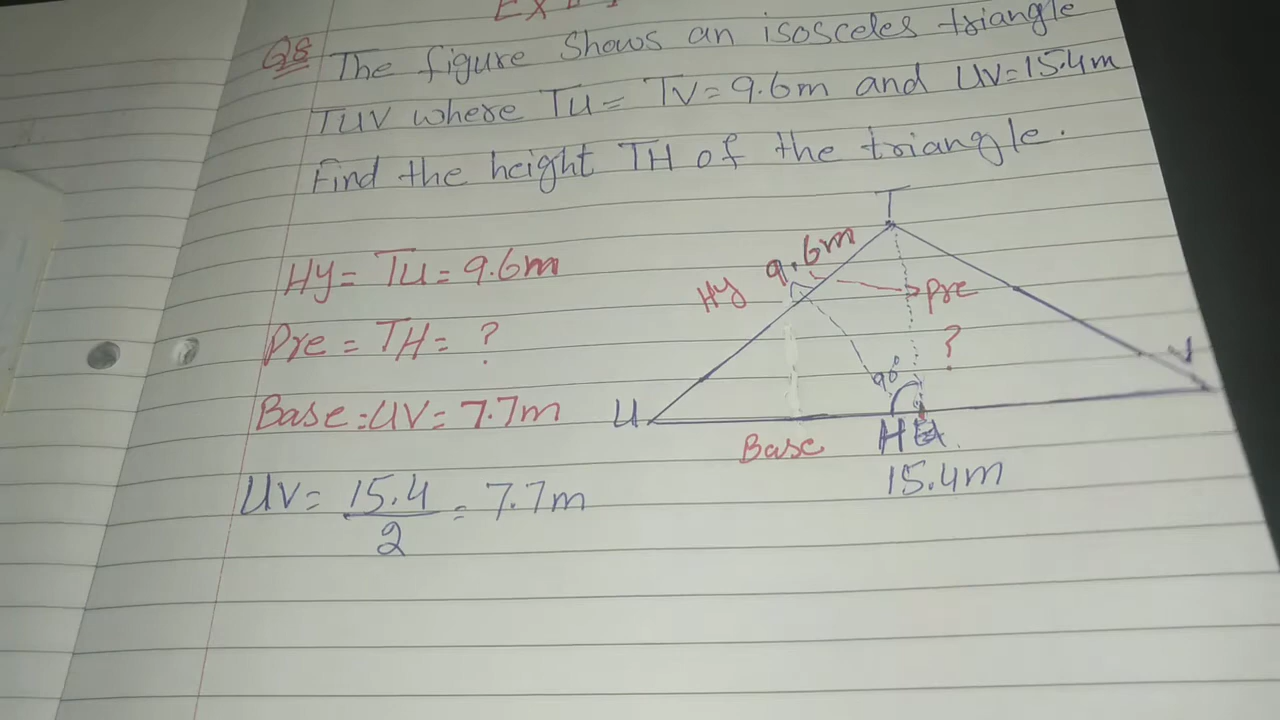 Q8 The figure Shows an isosceles triangle
TUV where TU = TV = 9.6m and UV = 15.4m
Find the height TH of the triangle.
T
Hy = TU = 9.6m
Hy 9.6m
Pre
Pre = TH = ?
?
90°
V
Base = UV = 7.7m
U
Base
H
15.4m
UV = 15.4 = 7.7m
2